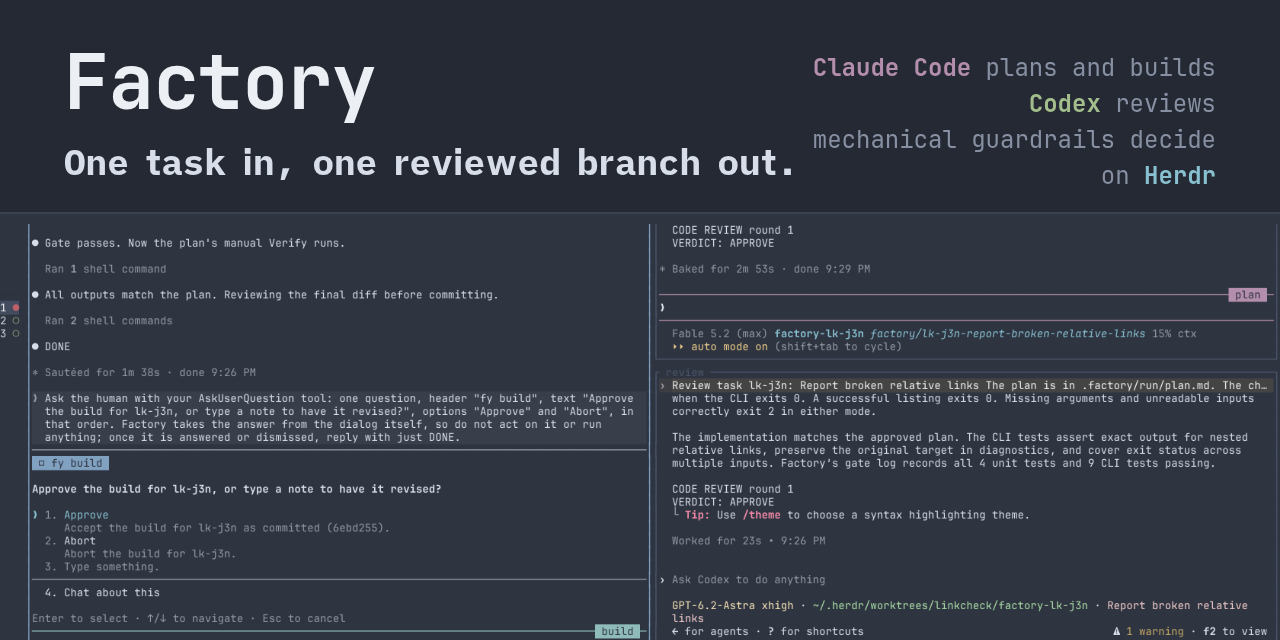 Factory
One task in, one reviewed branch out.
Claude Code plans and builds
Codex reviews
mechanical guardrails decide
on Herdr
1
2
3
● Gate passes. Now the plan's manual Verify runs.
Ran 1 shell command
● All outputs match the plan. Reviewing the final diff before committing.
Ran 2 shell commands
● DONE
✳ Sautéed for 1m 38s · done 9:26 PM
❯ Ask the human with your AskUserQuestion tool: one question, header "fy build", text "Approve
the build for lk-j3n, or type a note to have it revised?", options "Approve" and "Abort", in
that order. Factory takes the answer from the dialog itself, so do not act on it or run
anything; once it is answered or dismissed, reply with just DONE.
□ fy build
Approve the build for lk-j3n, or type a note to have it revised?
❯ 1. Approve
Accept the build for lk-j3n as committed (6ebd255).
2. Abort
Abort the build for lk-j3n.
3. Type something.
4. Chat about this
Enter to select · ↑/↓ to navigate · Esc to cancel
build
CODE REVIEW round 1
VERDICT: APPROVE
✳ Baked for 2m 53s · done 9:29 PM
plan
❯
Fable 5.2 (max) factory-lk-j3n factory/lk-j3n-report-broken-relative-links 15% ctx
⏵⏵ auto mode on (shift+tab to cycle)
review
› Review task lk-j3n: Report broken relative links The plan is in .factory/run/plan.md. The ch…
when the CLI exits 0. A successful listing exits 0. Missing arguments and unreadable inputs
correctly exit 2 in either mode.
The implementation matches the approved plan. The CLI tests assert exact output for nested
relative links, preserve the original target in diagnostics, and cover exit status across
multiple inputs. Factory's gate log records all 4 unit tests and 9 CLI tests passing.
CODE REVIEW round 1
VERDICT: APPROVE
└ Tip: Use /theme to choose a syntax highlighting theme.
Worked for 23s • 9:26 PM
› Ask Codex to do anything
GPT-6.2-Astra xhigh · ~/.herdr/worktrees/linkcheck/factory-lk-j3n · Report broken relative
links
← for agents · ? for shortcuts
⚠ 1 warning · f2 to view